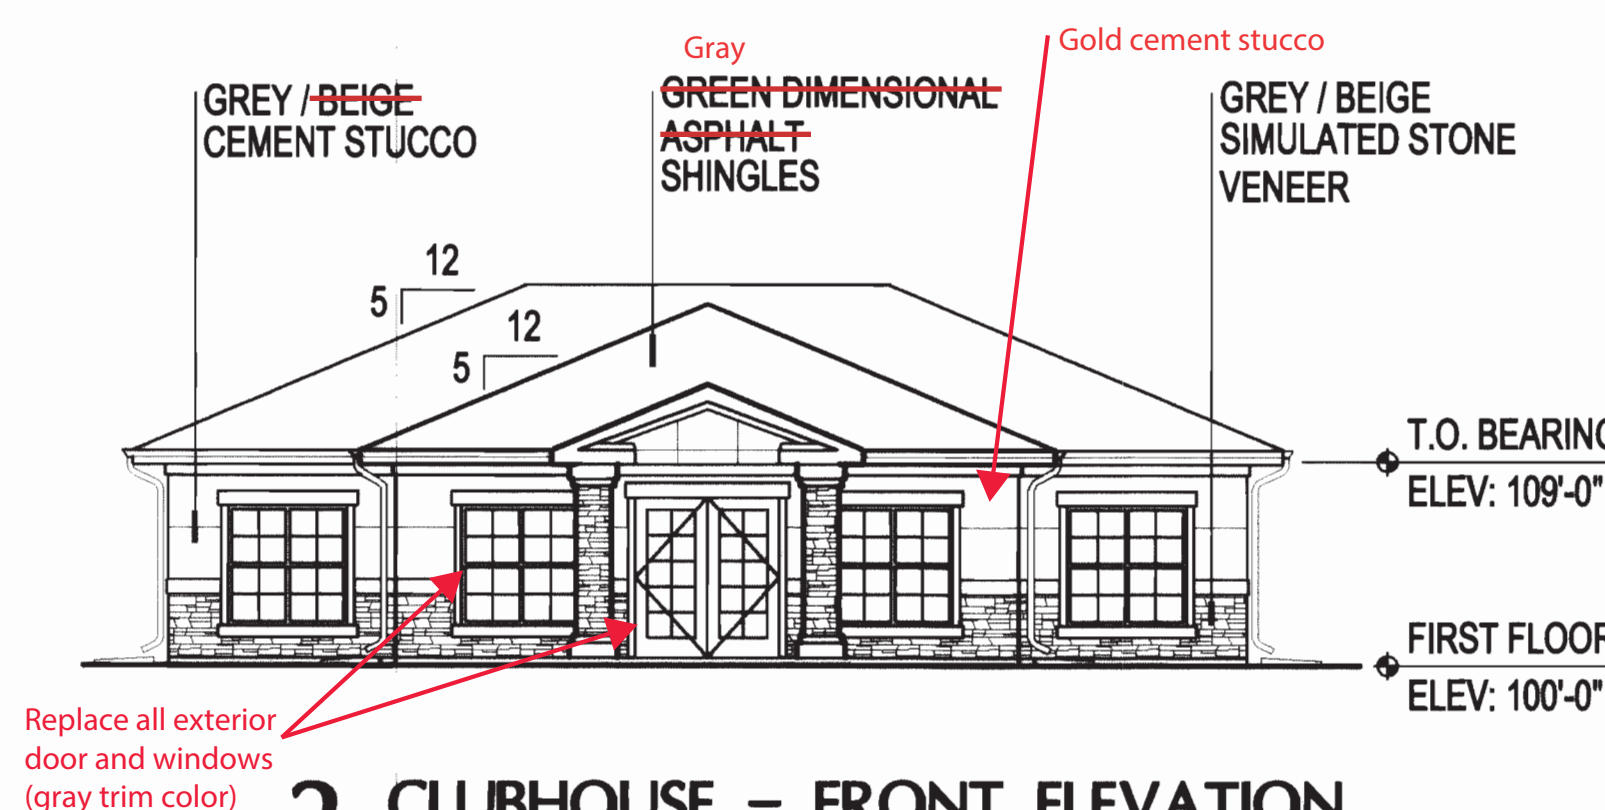 Gray
Gold cement stucco
GREY / BEIGE
CEMENT STUCCO
GREEN DIMENSIONAL
ASPHALT
SHINGLES
GREY / BEIGE
SIMULATED STONE
VENEER
12
5
12
5
T.O. BEARING
ELEV: 109'-0"
FIRST FLOOR
ELEV: 100'-0"
Replace all exterior
door and windows
(gray trim color)
2 CLUBHOUSE – FRONT ELEVATION